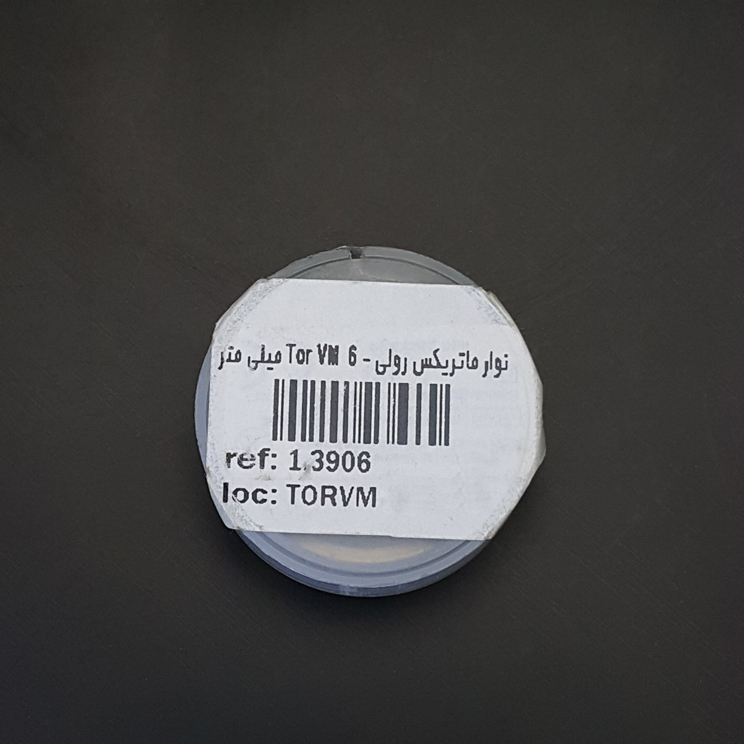 نوار ماتریکس رولی - 6 Tor VM میلی متر
ref: 1.3906
loc: TORVM